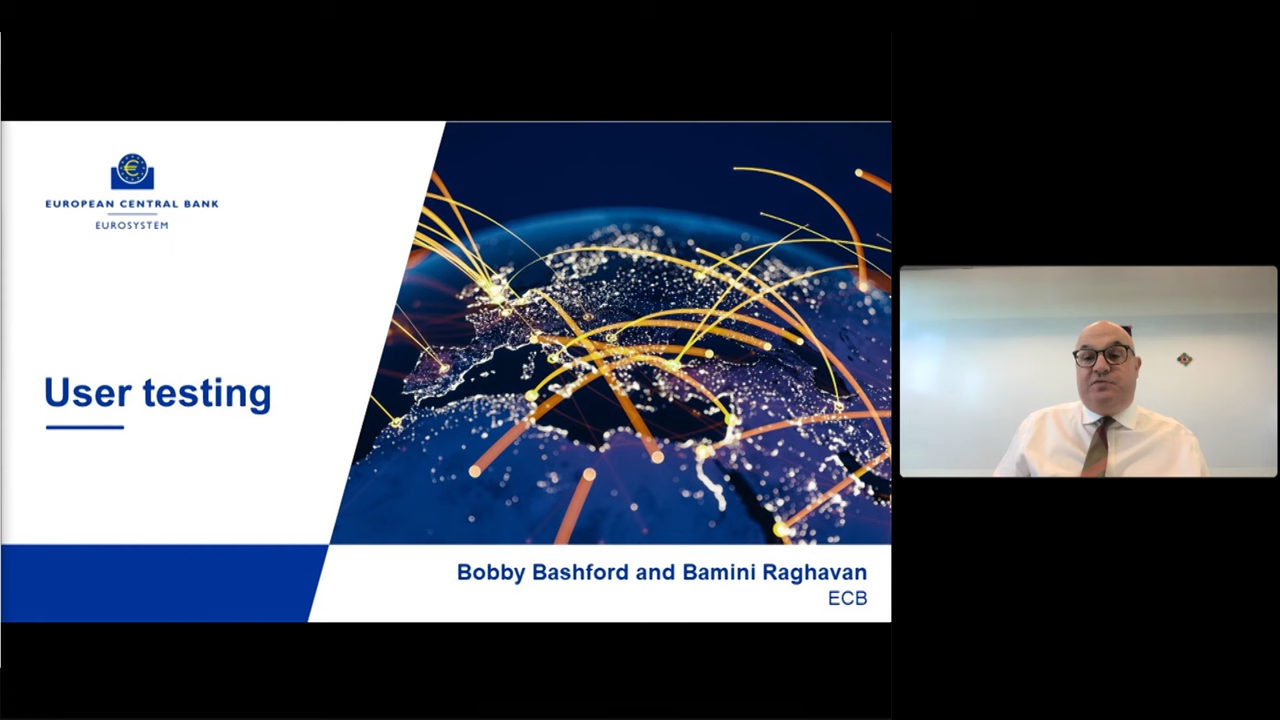 EUROPEAN CENTRAL BANK
EUROSYSTEM
User testing
Bobby Bashford and Bamini Raghavan
ECB